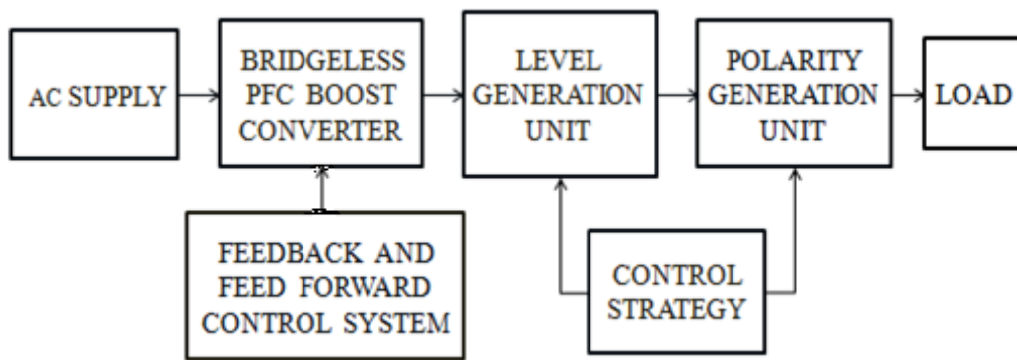 AC SUPPLY
BRIDGELESS
PFC BOOST
CONVERTER
LEVEL
GENERATION
UNIT
POLARITY
GENERATION
UNIT
LOAD
FEEDBACK AND
FEED FORWARD
CONTROL SYSTEM
CONTROL
STRATEGY